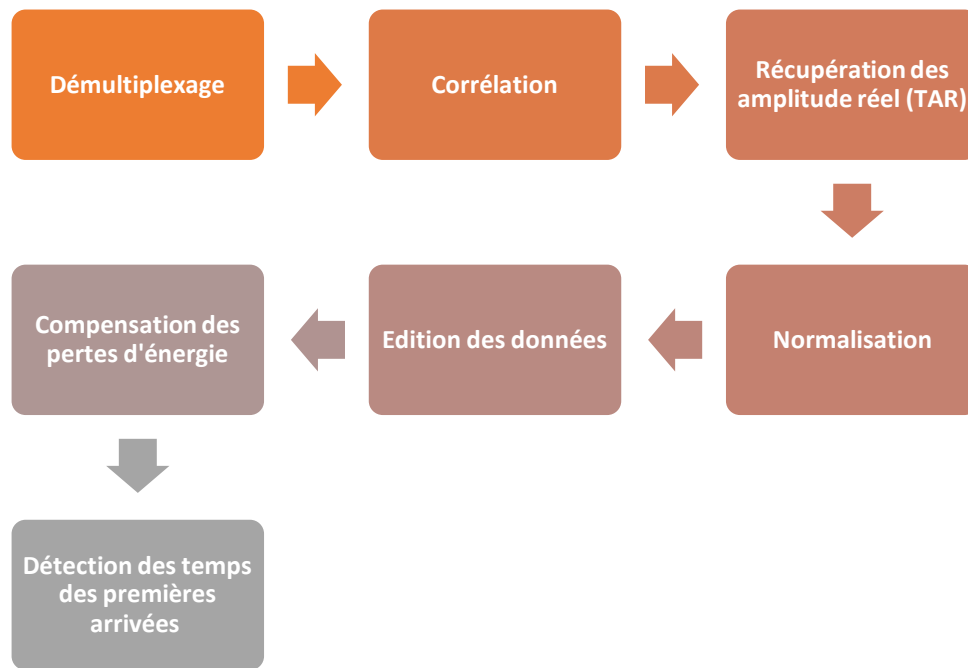 Démultiplexage
Corrélation
Récupération des
amplitude réel (TAR)
Normalisation
Edition des données
Compensation des
pertes d'énergie
Détection des temps
des premières
arrivées